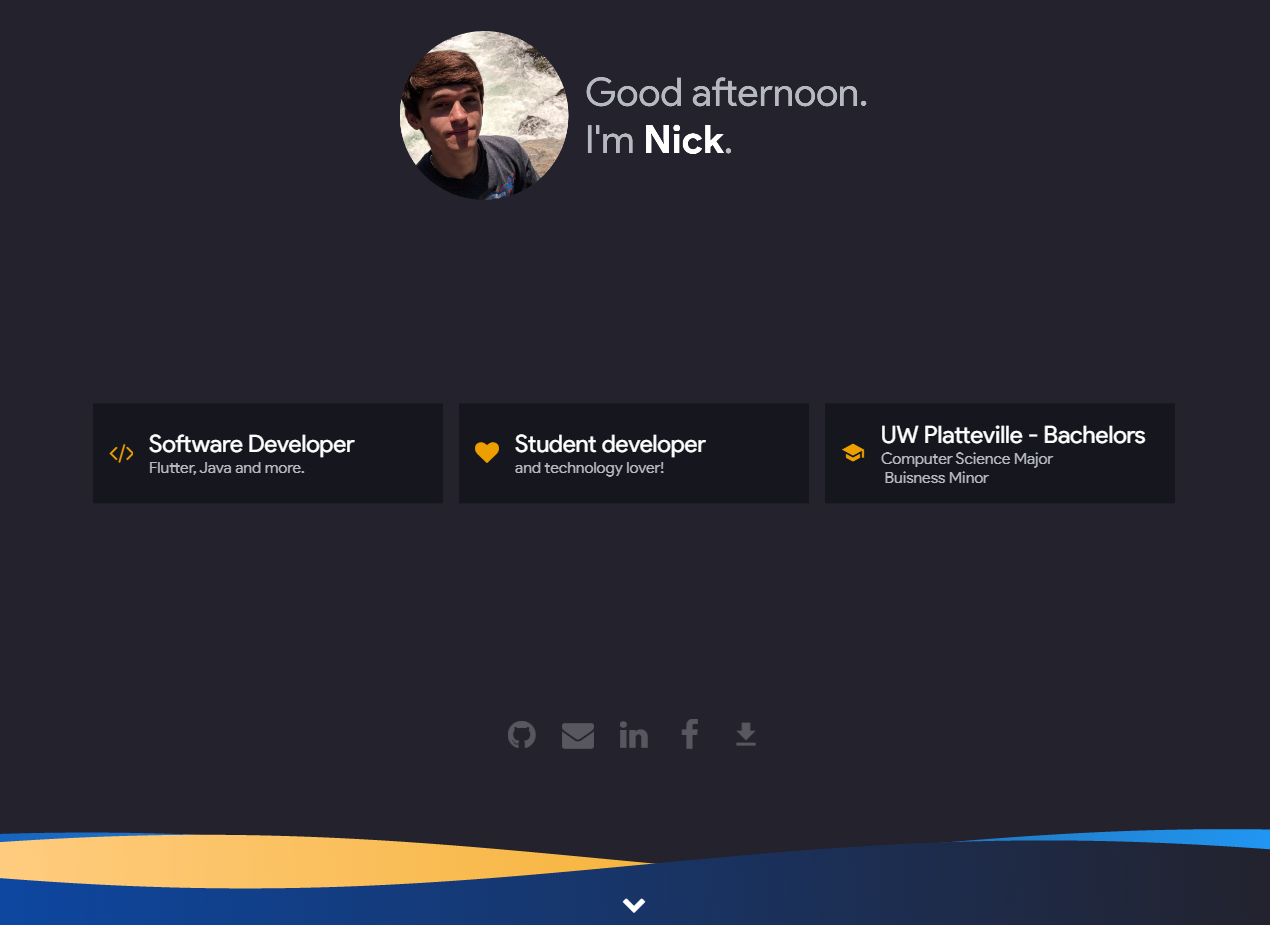 Good afternoon.
I'm Nick.
Software Developer
Flutter, Java and more.
Student developer
and technology lover!
UW Platteville - Bachelors
Computer Science Major
Buisness Minor